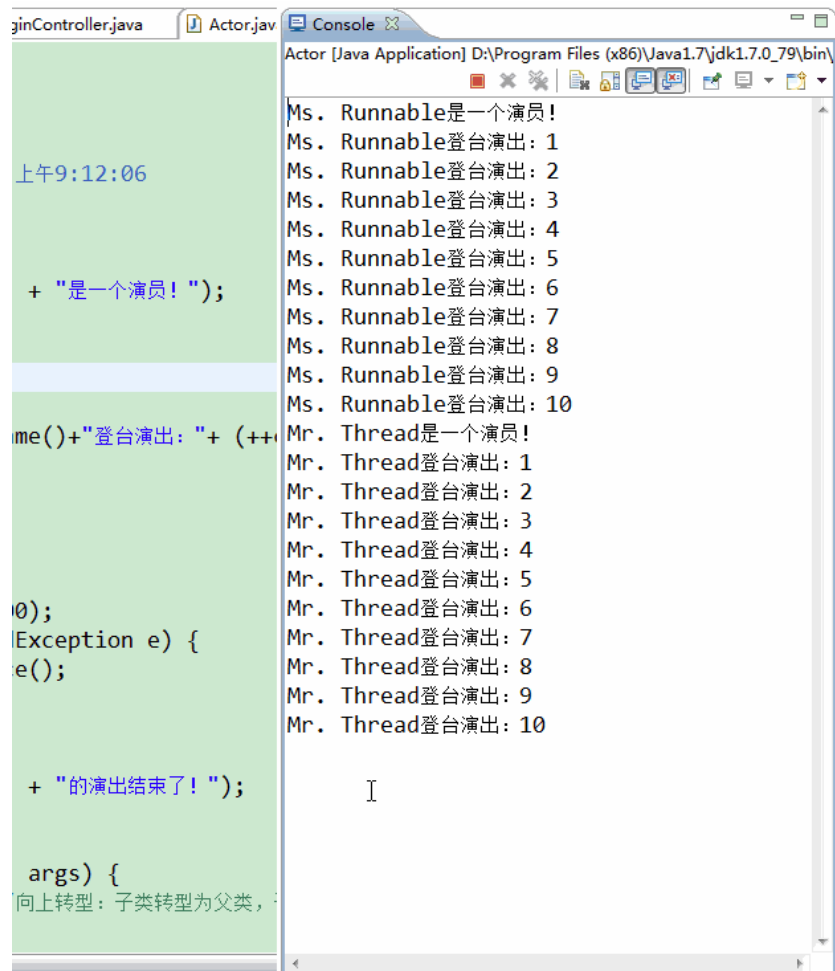 ginController.java
Actor.jav
Console
Actor [Java Application] D:\Program Files (x86)\Java1.7\jdk1.7.0_79\bin\
上午9:12:06
+ "是一个演员！");
me()+"登台演出："+ (++
0);
Exception e) {
e();
+ "的演出结束了！");
args) {
向上转型：子类转型为父类，
Ms. Runnable是一个演员！
Ms. Runnable登台演出：1
Ms. Runnable登台演出：2
Ms. Runnable登台演出：3
Ms. Runnable登台演出：4
Ms. Runnable登台演出：5
Ms. Runnable登台演出：6
Ms. Runnable登台演出：7
Ms. Runnable登台演出：8
Ms. Runnable登台演出：9
Ms. Runnable登台演出：10
Mr. Thread是一个演员！
Mr. Thread登台演出：1
Mr. Thread登台演出：2
Mr. Thread登台演出：3
Mr. Thread登台演出：4
Mr. Thread登台演出：5
Mr. Thread登台演出：6
Mr. Thread登台演出：7
Mr. Thread登台演出：8
Mr. Thread登台演出：9
Mr. Thread登台演出：10